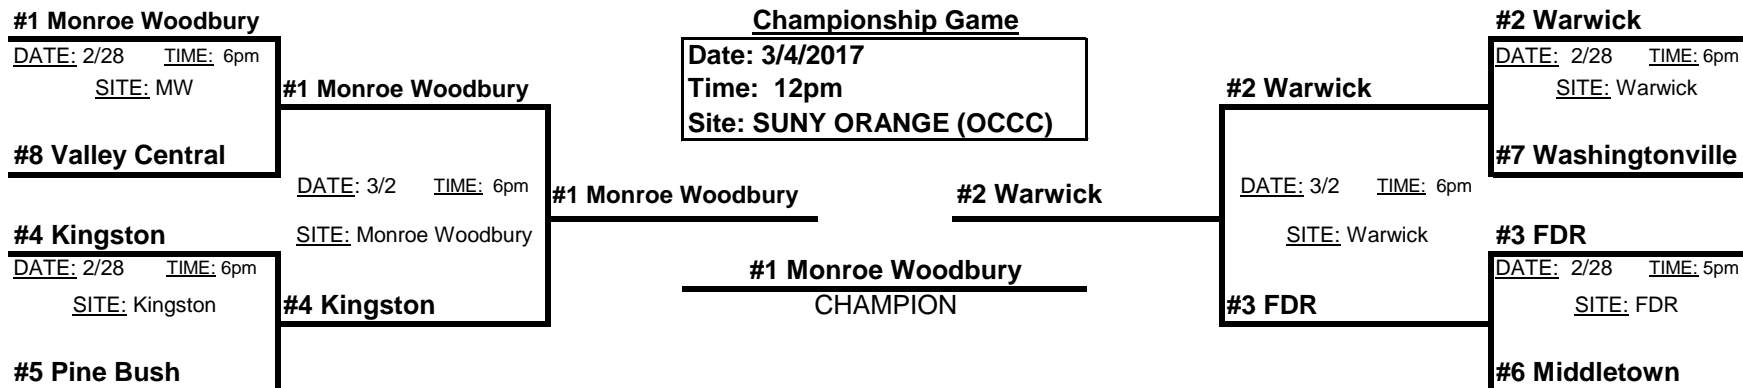 #1 Monroe Woodbury
DATE: 2/28 TIME: 6pm
SITE: MW
#8 Valley Central
#4 Kingston
DATE: 2/28 TIME: 6pm
SITE: Kingston
#5 Pine Bush
#1 Monroe Woodbury
DATE: 3/2 TIME: 6pm
SITE: Monroe Woodbury
#4 Kingston
#1 Monroe Woodbury
Championship Game
Date: 3/4/2017
Time: 12pm
Site: SUNY ORANGE (OCCC)
#1 Monroe Woodbury
CHAMPION
#2 Warwick
#2 Warwick
DATE: 3/2 TIME: 6pm
SITE: Warwick
#3 FDR
#2 Warwick
DATE: 2/28 TIME: 6pm
SITE: Warwick
#7 Washingtonville
#3 FDR
DATE: 2/28 TIME: 5pm
SITE: FDR
#6 Middletown